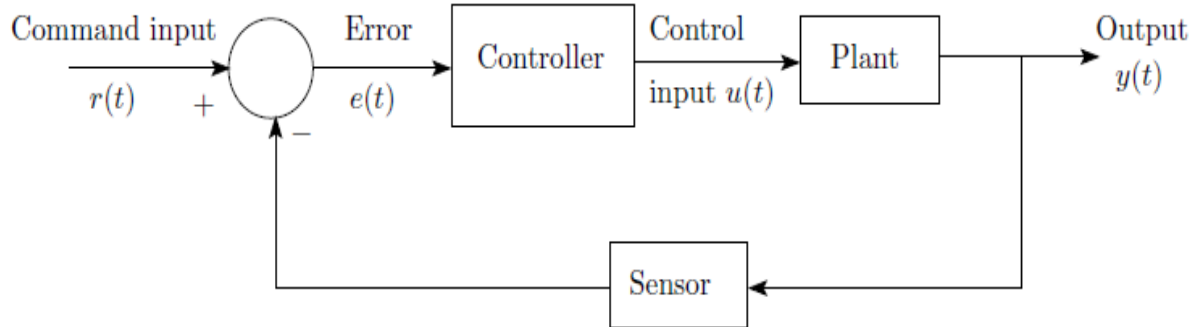 Command input
r(t)
+
−
Error
e(t)
Controller
Control
input u(t)
Plant
Output
y(t)
Sensor